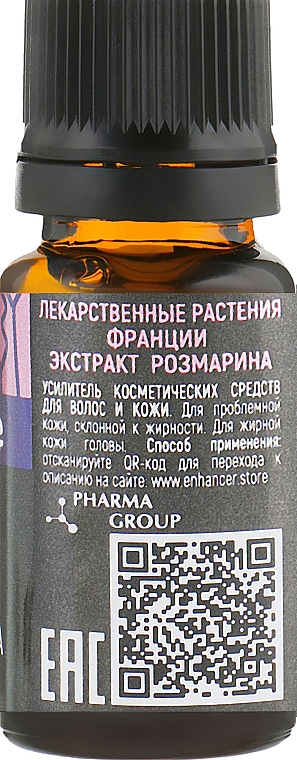 ЛЕКАРСТВЕННЫЕ РАСТЕНИЯ
ФРАНЦИИ
ЭКСТРАКТ РОЗМАРИНА
УСИЛИТЕЛЬ КОСМЕТИЧЕСКИХ СРЕДСТВ
ДЛЯ ВОЛОС И КОЖИ. Для проблемной
кожи, склонной к жирности. Для жирной
кожи головы. Способ применения:
отсканируйте QR-код для перехода к
описанию на сайте: www.enhancer.store
PHARMA
GROUP
EAC